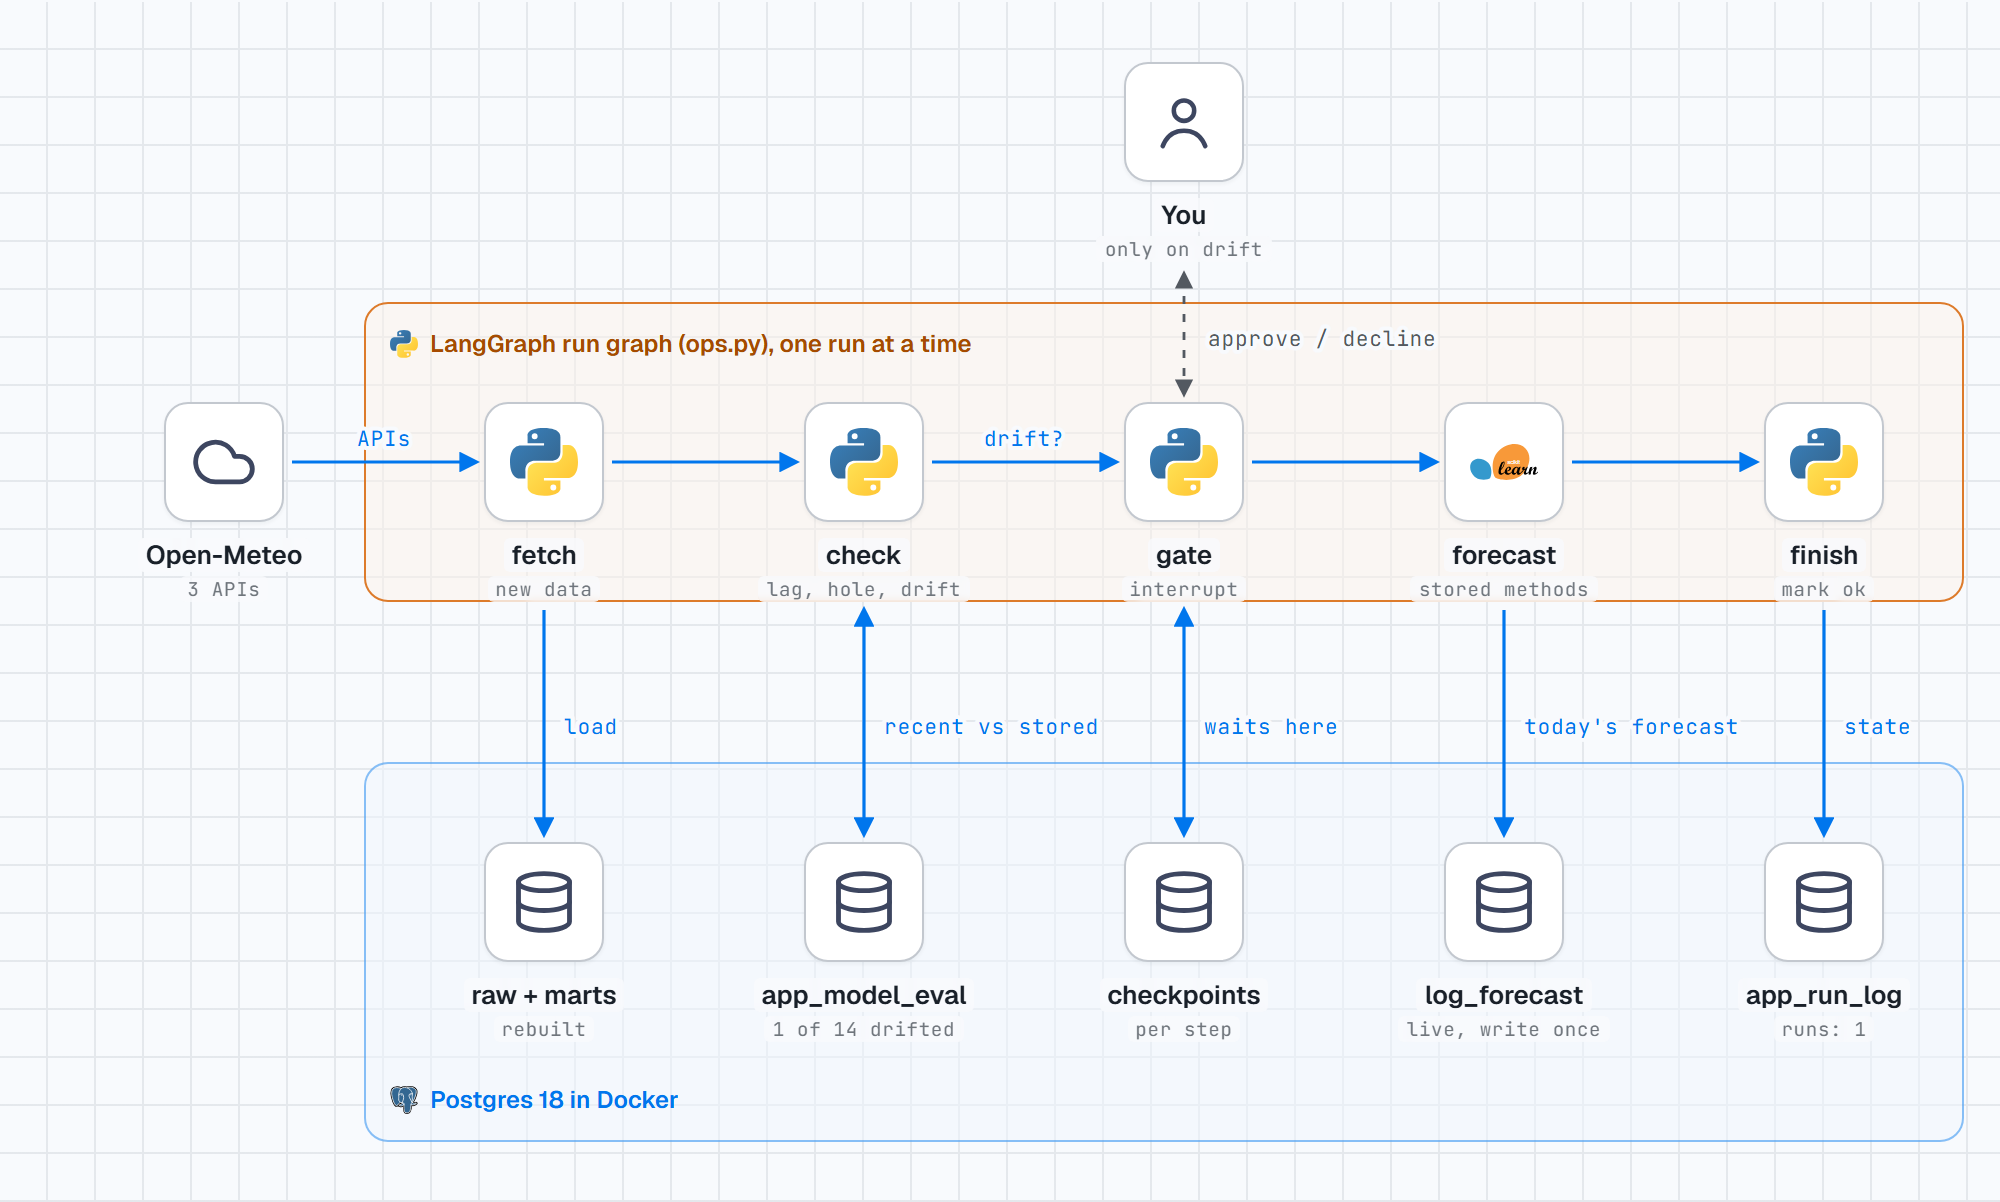 You
only on drift
LangGraph run graph (ops.py), one run at a time
approve / decline
APIs
drift?
learn
Open-Meteo
3 APIs
fetch
new data
check
lag, hole, drift
gate
interrupt
forecast
stored methods
finish
mark ok
load
recent vs stored
waits here
today's forecast
state
raw + marts
rebuilt
app_model_eval
1 of 14 drifted
checkpoints
per step
log_forecast
live, write once
app_run_log
runs: 1
Postgres 18 in Docker